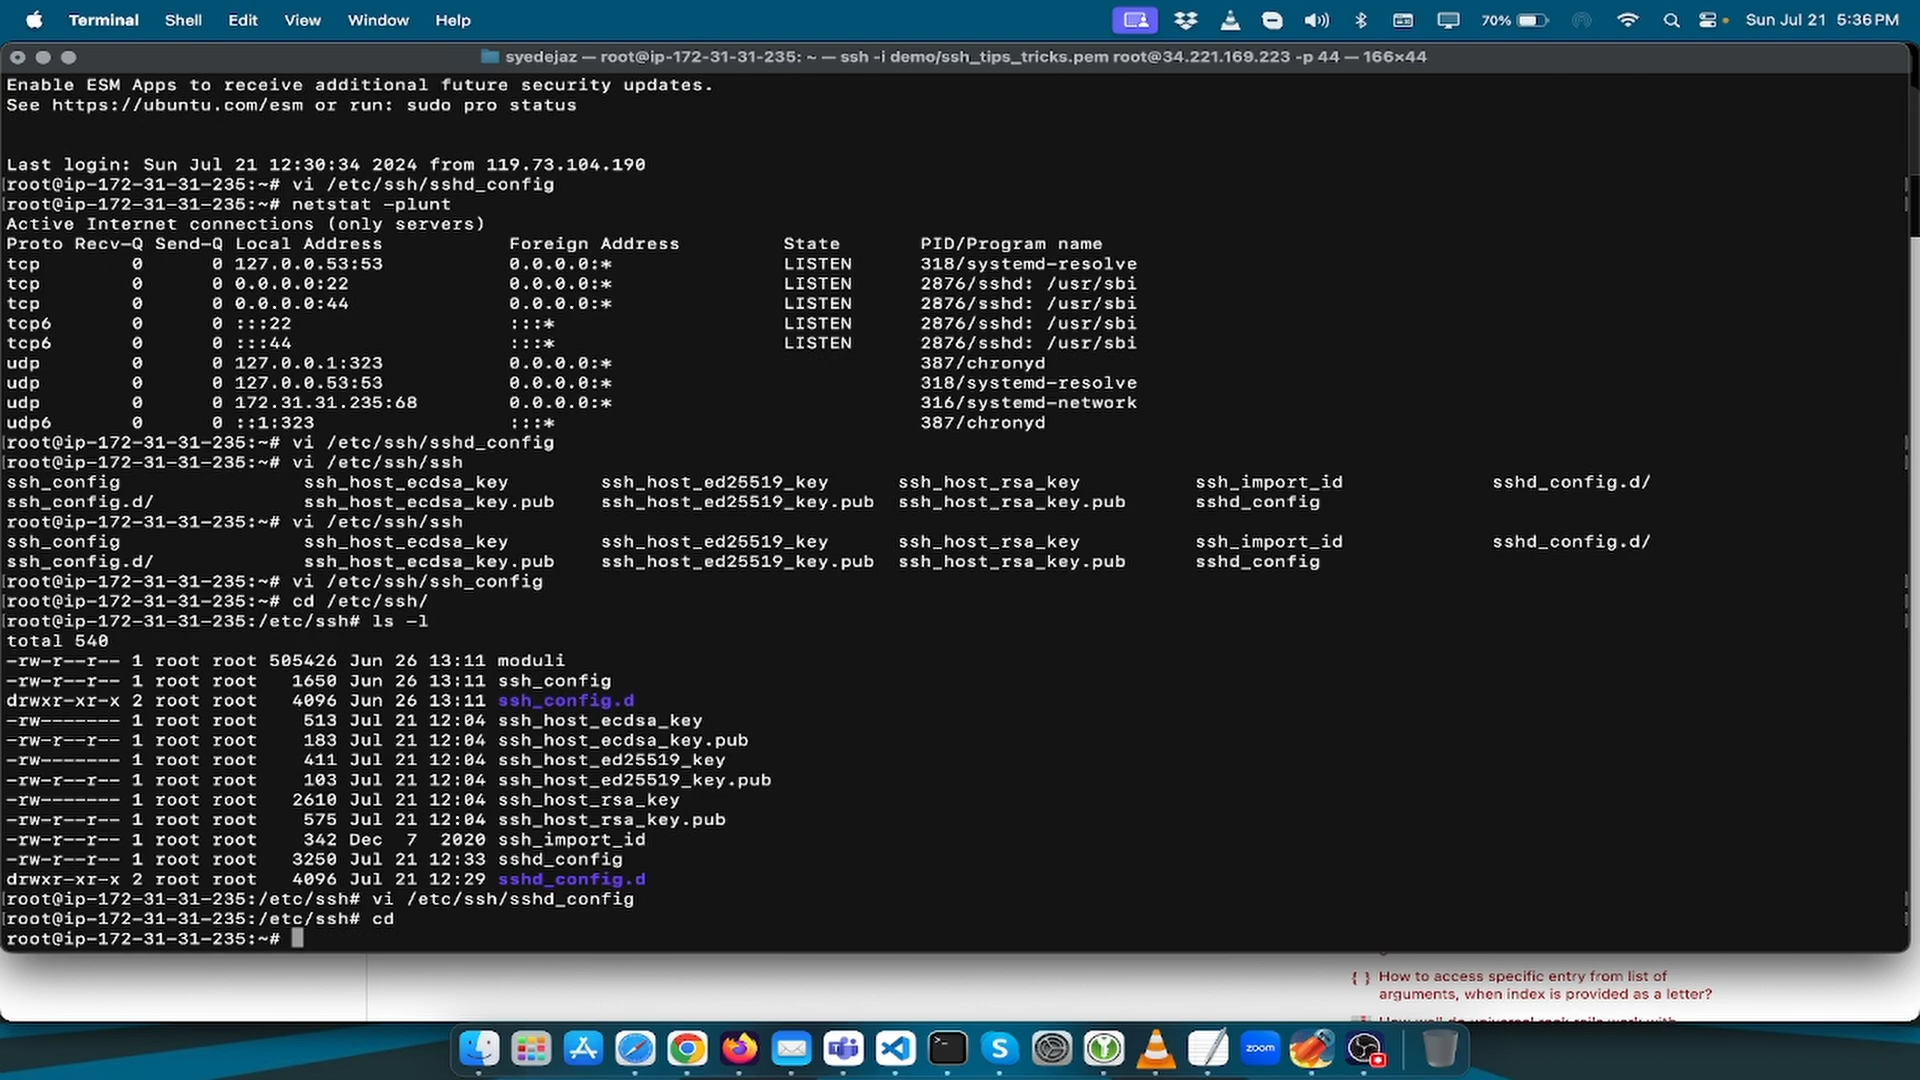 Terminal Shell Edit View Window Help 70% Sun Jul 21 5:36 PM
syedejaz — root@ip-172-31-31-235: ~ — ssh -i demo/ssh_tips_tricks.pem root@34.221.169.223 -p 44 — 166×44
Enable ESM Apps to receive additional future security updates.
See https://ubuntu.com/esm or run: sudo pro status
Last login: Sun Jul 21 12:30:34 2024 from 119.73.104.190
[root@ip-172-31-31-235:~# vi /etc/ssh/sshd_config
[root@ip-172-31-31-235:~# netstat -plunt
Active Internet connections (only servers)
Proto Recv-Q Send-Q Local Address Foreign Address State PID/Program name
tcp 0 0 127.0.0.53:53 0.0.0.0:* LISTEN 318/systemd-resolve
tcp 0 0 0.0.0.0:22 0.0.0.0:* LISTEN 2876/sshd: /usr/sbi
tcp 0 0 0.0.0.0:44 0.0.0.0:* LISTEN 2876/sshd: /usr/sbi
tcp6 0 0 :::22 :::* LISTEN 2876/sshd: /usr/sbi
tcp6 0 0 :::44 :::* LISTEN 2876/sshd: /usr/sbi
udp 0 0 127.0.0.1:323 0.0.0.0:* 387/chronyd
udp 0 0 127.0.0.53:53 0.0.0.0:* 318/systemd-resolve
udp 0 0 172.31.31.235:68 0.0.0.0:* 316/systemd-network
udp6 0 0 ::1:323 :::* 387/chronyd
[root@ip-172-31-31-235:~# vi /etc/ssh/sshd_config
[root@ip-172-31-31-235:~# vi /etc/ssh/ssh
ssh_config ssh_host_ecdsa_key ssh_host_ed25519_key ssh_host_rsa_key ssh_import_id sshd_config.d/
ssh_config.d/ ssh_host_ecdsa_key.pub ssh_host_ed25519_key.pub ssh_host_rsa_key.pub sshd_config
root@ip-172-31-31-235:~# vi /etc/ssh/ssh
ssh_config ssh_host_ecdsa_key ssh_host_ed25519_key ssh_host_rsa_key ssh_import_id sshd_config.d/
ssh_config.d/ ssh_host_ecdsa_key.pub ssh_host_ed25519_key.pub ssh_host_rsa_key.pub sshd_config
[root@ip-172-31-31-235:~# vi /etc/ssh/ssh_config
[root@ip-172-31-31-235:~# cd /etc/ssh/
[root@ip-172-31-31-235:/etc/ssh# ls -l
total 540
-rw-r--r-- 1 root root 505426 Jun 26 13:11 moduli
-rw-r--r-- 1 root root 1650 Jun 26 13:11 ssh_config
drwxr-xr-x 2 root root 4096 Jun 26 13:11 ssh_config.d
-rw------- 1 root root 513 Jul 21 12:04 ssh_host_ecdsa_key
-rw-r--r-- 1 root root 183 Jul 21 12:04 ssh_host_ecdsa_key.pub
-rw------- 1 root root 411 Jul 21 12:04 ssh_host_ed25519_key
-rw-r--r-- 1 root root 103 Jul 21 12:04 ssh_host_ed25519_key.pub
-rw------- 1 root root 2610 Jul 21 12:04 ssh_host_rsa_key
-rw-r--r-- 1 root root 575 Jul 21 12:04 ssh_host_rsa_key.pub
-rw-r--r-- 1 root root 342 Dec 7 2020 ssh_import_id
-rw-r--r-- 1 root root 3250 Jul 21 12:33 sshd_config
drwxr-xr-x 2 root root 4096 Jul 21 12:29 sshd_config.d
[root@ip-172-31-31-235:/etc/ssh# vi /etc/ssh/sshd_config
[root@ip-172-31-31-235:/etc/ssh# cd
root@ip-172-31-31-235:~#
{ } How to access specific entry from list of
arguments, when index is provided as a letter?
zoom